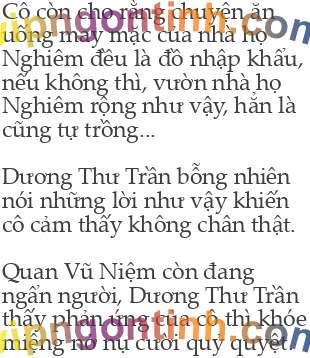 Cô còn cho rằng chuyện ăn
uống may mặc của nhà họ
Nghiêm đều là đồ nhập khẩu,
nếu không thì, vườn nhà họ
Nghiêm rộng như vậy, hẳn là
cũng tự trồng...
Dương Thư Trần bỗng nhiên
nói những lời như vậy khiến
cô cảm thấy không chân thật.
Quan Vũ Niệm còn đang
ngẩn người, Dương Thư Trần
thấy phản ứng của cô thì khóe
miệng nở nụ cười quỷ quyệt.
vipngontinh.com
vipngontinh.com